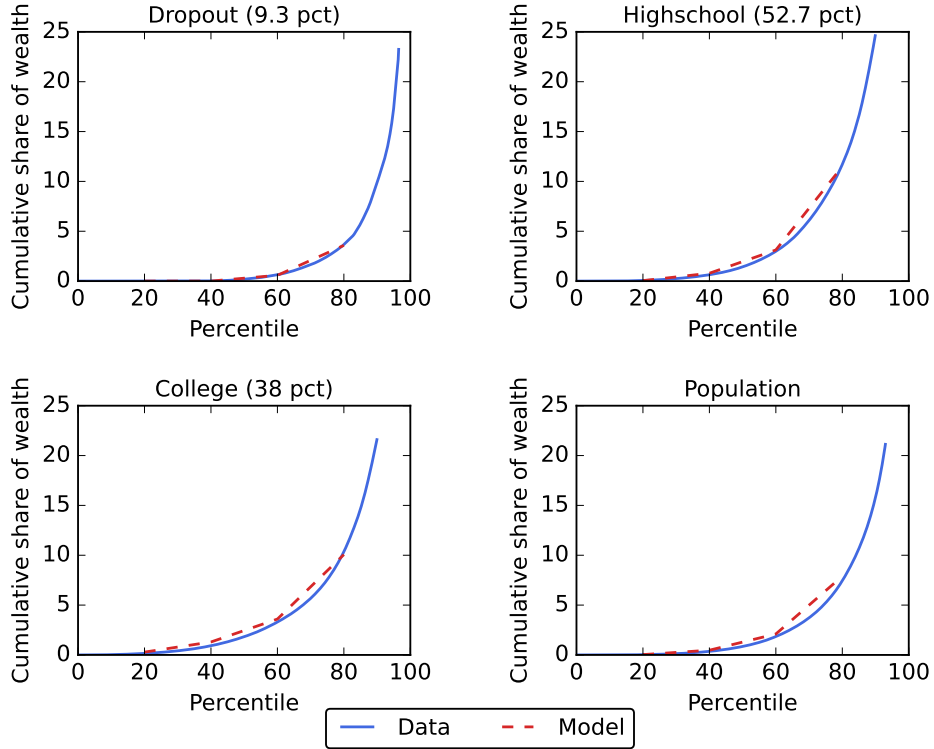 Dropout (9.3 pct)
Cumulative share of wealth
25
20
15
10
5
0
0 20 40 60 80 100
Percentile
Highschool (52.7 pct)
Cumulative share of wealth
25
20
15
10
5
0
0 20 40 60 80 100
Percentile
College (38 pct)
Cumulative share of wealth
25
20
15
10
5
0
0 20 40 60 80 100
Percentile
Population
Cumulative share of wealth
25
20
15
10
5
0
0 20 40 60 80 100
Percentile
Data Model